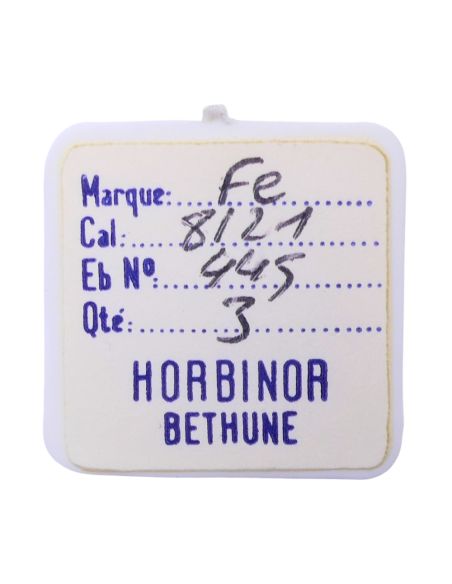 Marque: Fe
Cal.: 8121
Eb Nº. 445
Qté: 3
HORBINOR
BETHUNE